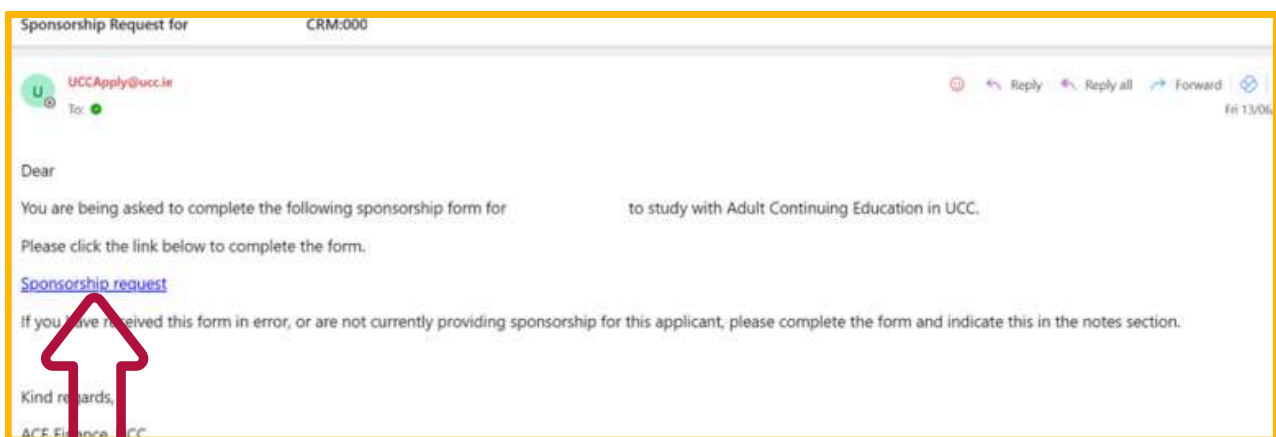 Sponsorship Request for CRM:000
U UCCApply@ucc.ie
Reply Reply all Forward
To:
Fri 13/06
Dear
You are being asked to complete the following sponsorship form for to study with Adult Continuing Education in UCC.
Please click the link below to complete the form.
Sponsorship request
If you have received this form in error, or are not currently providing sponsorship for this applicant, please complete the form and indicate this in the notes section.
Kind regards,
ACE Finance, UCC